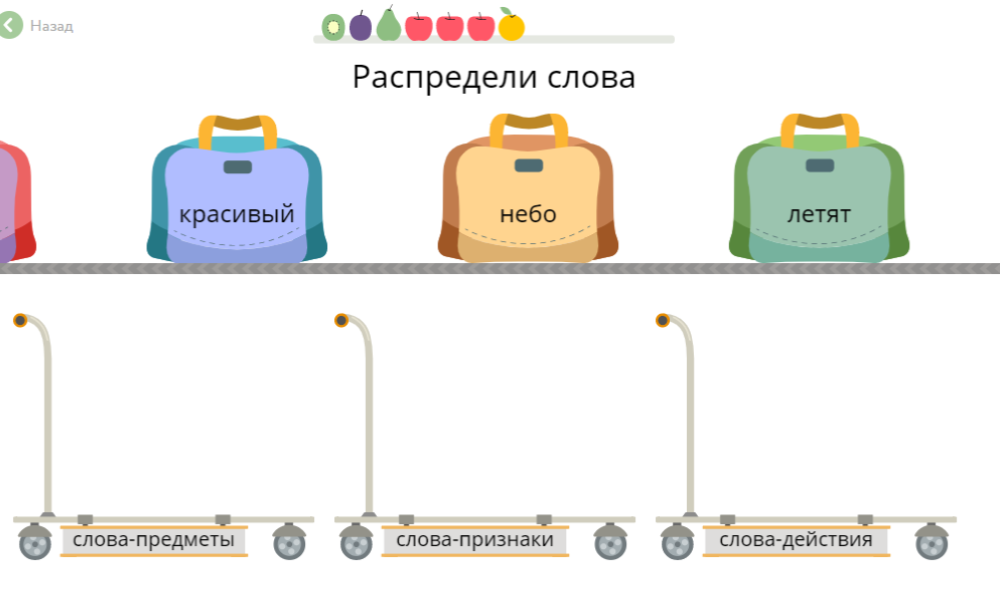 Назад
Распредели слова
красивый
небо
летят
слова-предметы
слова-признаки
слова-действия